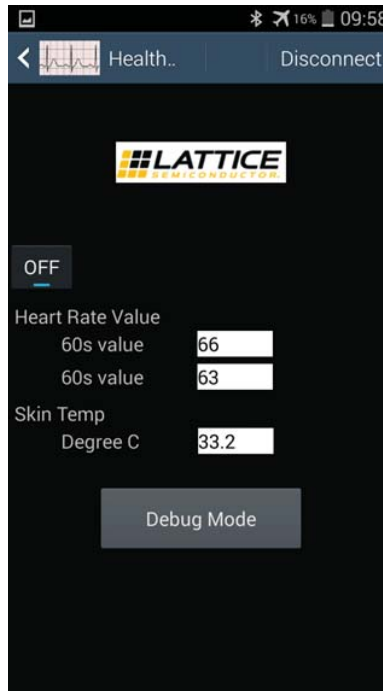 16% 09:58
Health.. Disconnect
LATTICE
SEMICONDUCTOR.
OFF
Heart Rate Value
60s value 66
60s value 63
Skin Temp
Degree C 33.2
Debug Mode